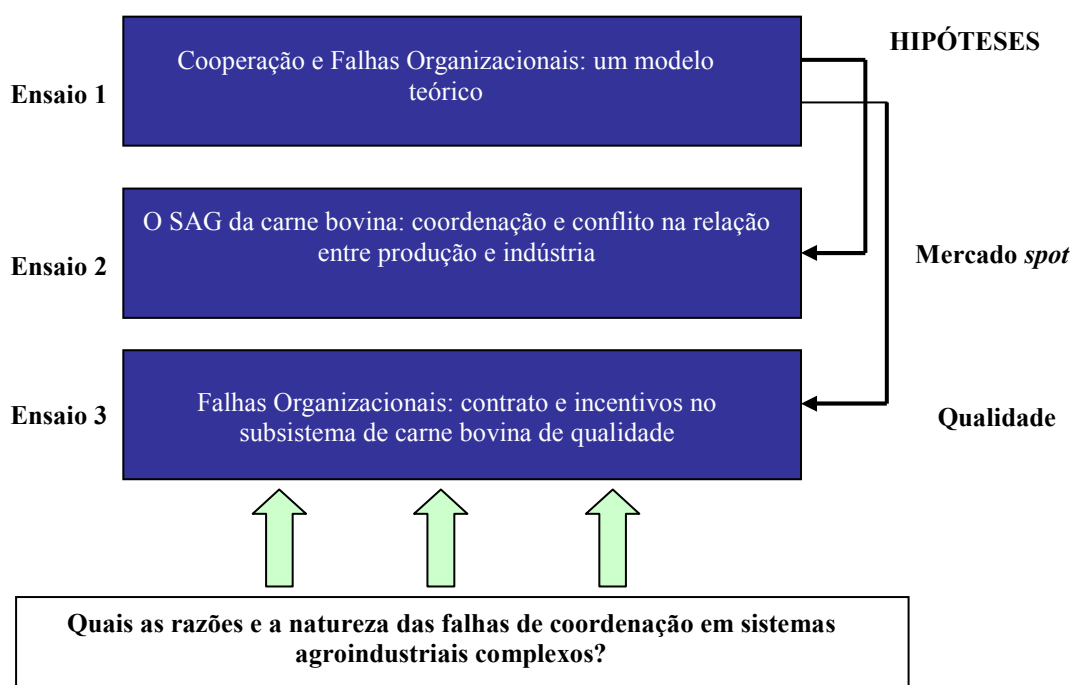 HIPÓTESES
Ensaio 1
Cooperação e Falhas Organizacionais: um modelo
teórico
Ensaio 2
O SAG da carne bovina: coordenação e conflito na relação
entre produção e indústria
Mercado spot
Ensaio 3
Falhas Organizacionais: contrato e incentivos no
subsistema de carne bovina de qualidade
Qualidade
Quais as razões e a natureza das falhas de coordenação em sistemas
agroindustriais complexos?